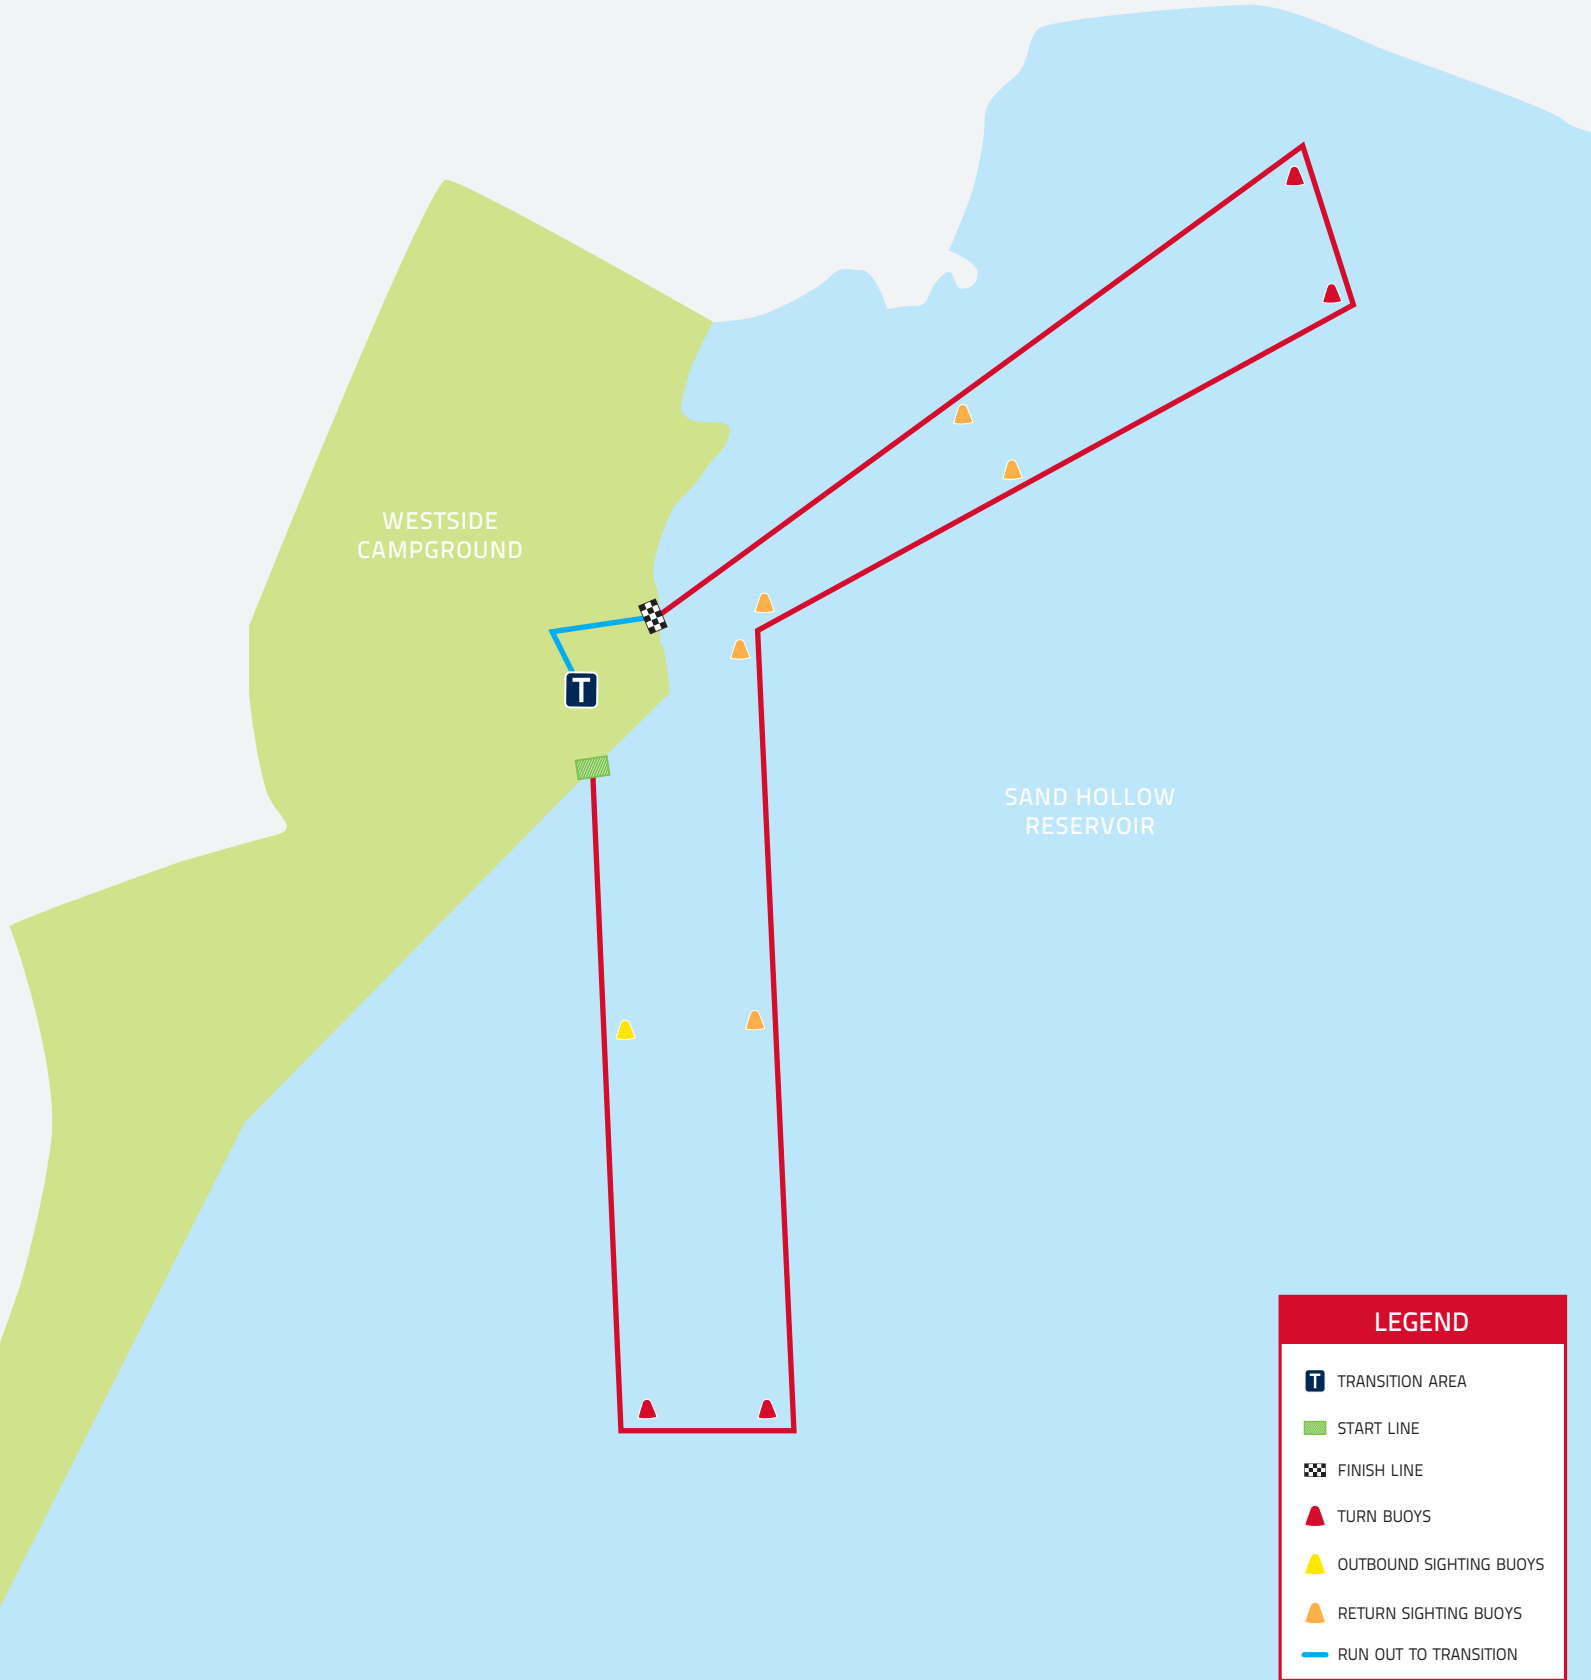 WESTSIDE
CAMPGROUND
T
SAND HOLLOW
RESERVOIR
LEGEND
T TRANSITION AREA
START LINE
FINISH LINE
TURN BUOYS
OUTBOUND SIGHTING BUOYS
RETURN SIGHTING BUOYS
RUN OUT TO TRANSITION